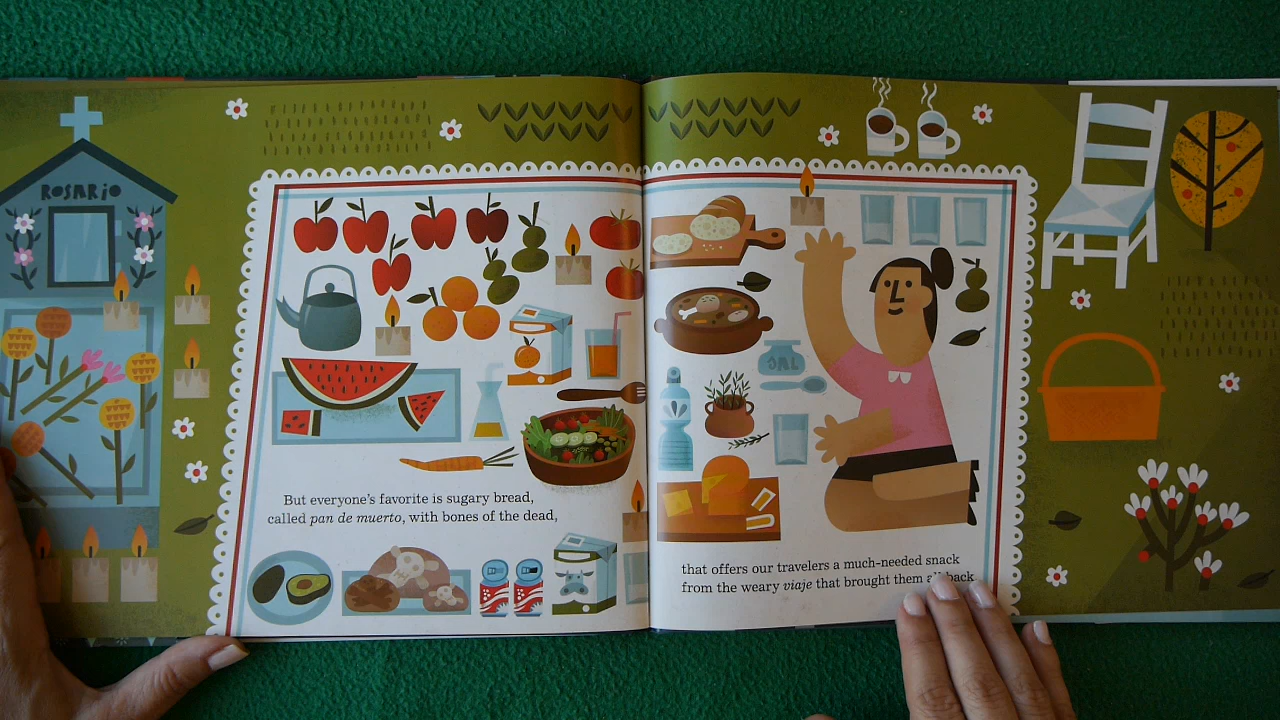 ROSARIO
SAL
But everyone's favorite is sugary bread,
called pan de muerto, with bones of the dead,
that offers our travelers a much-needed snack
from the weary viaje that brought them all back